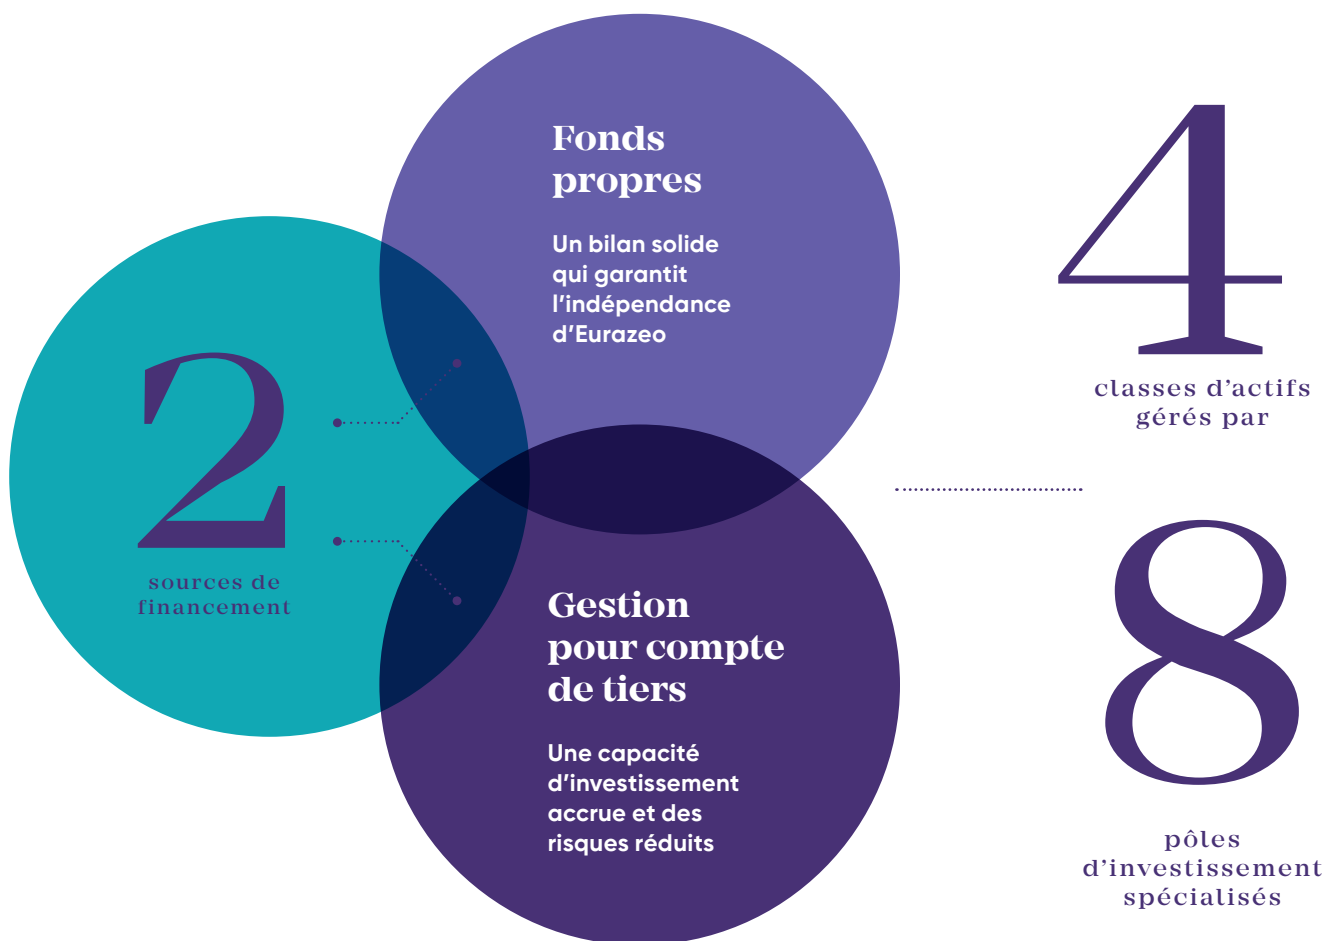 2
sources de
financement
Fonds
propres
Un bilan solide
qui garantit
l’indépendance
d’Eurazeo
Gestion
pour compte
de tiers
Une capacité
d’investissement
accrue et des
risques réduits
4
classes d’actifs
gérés par
8
pôles
d’investissement
spécialisés